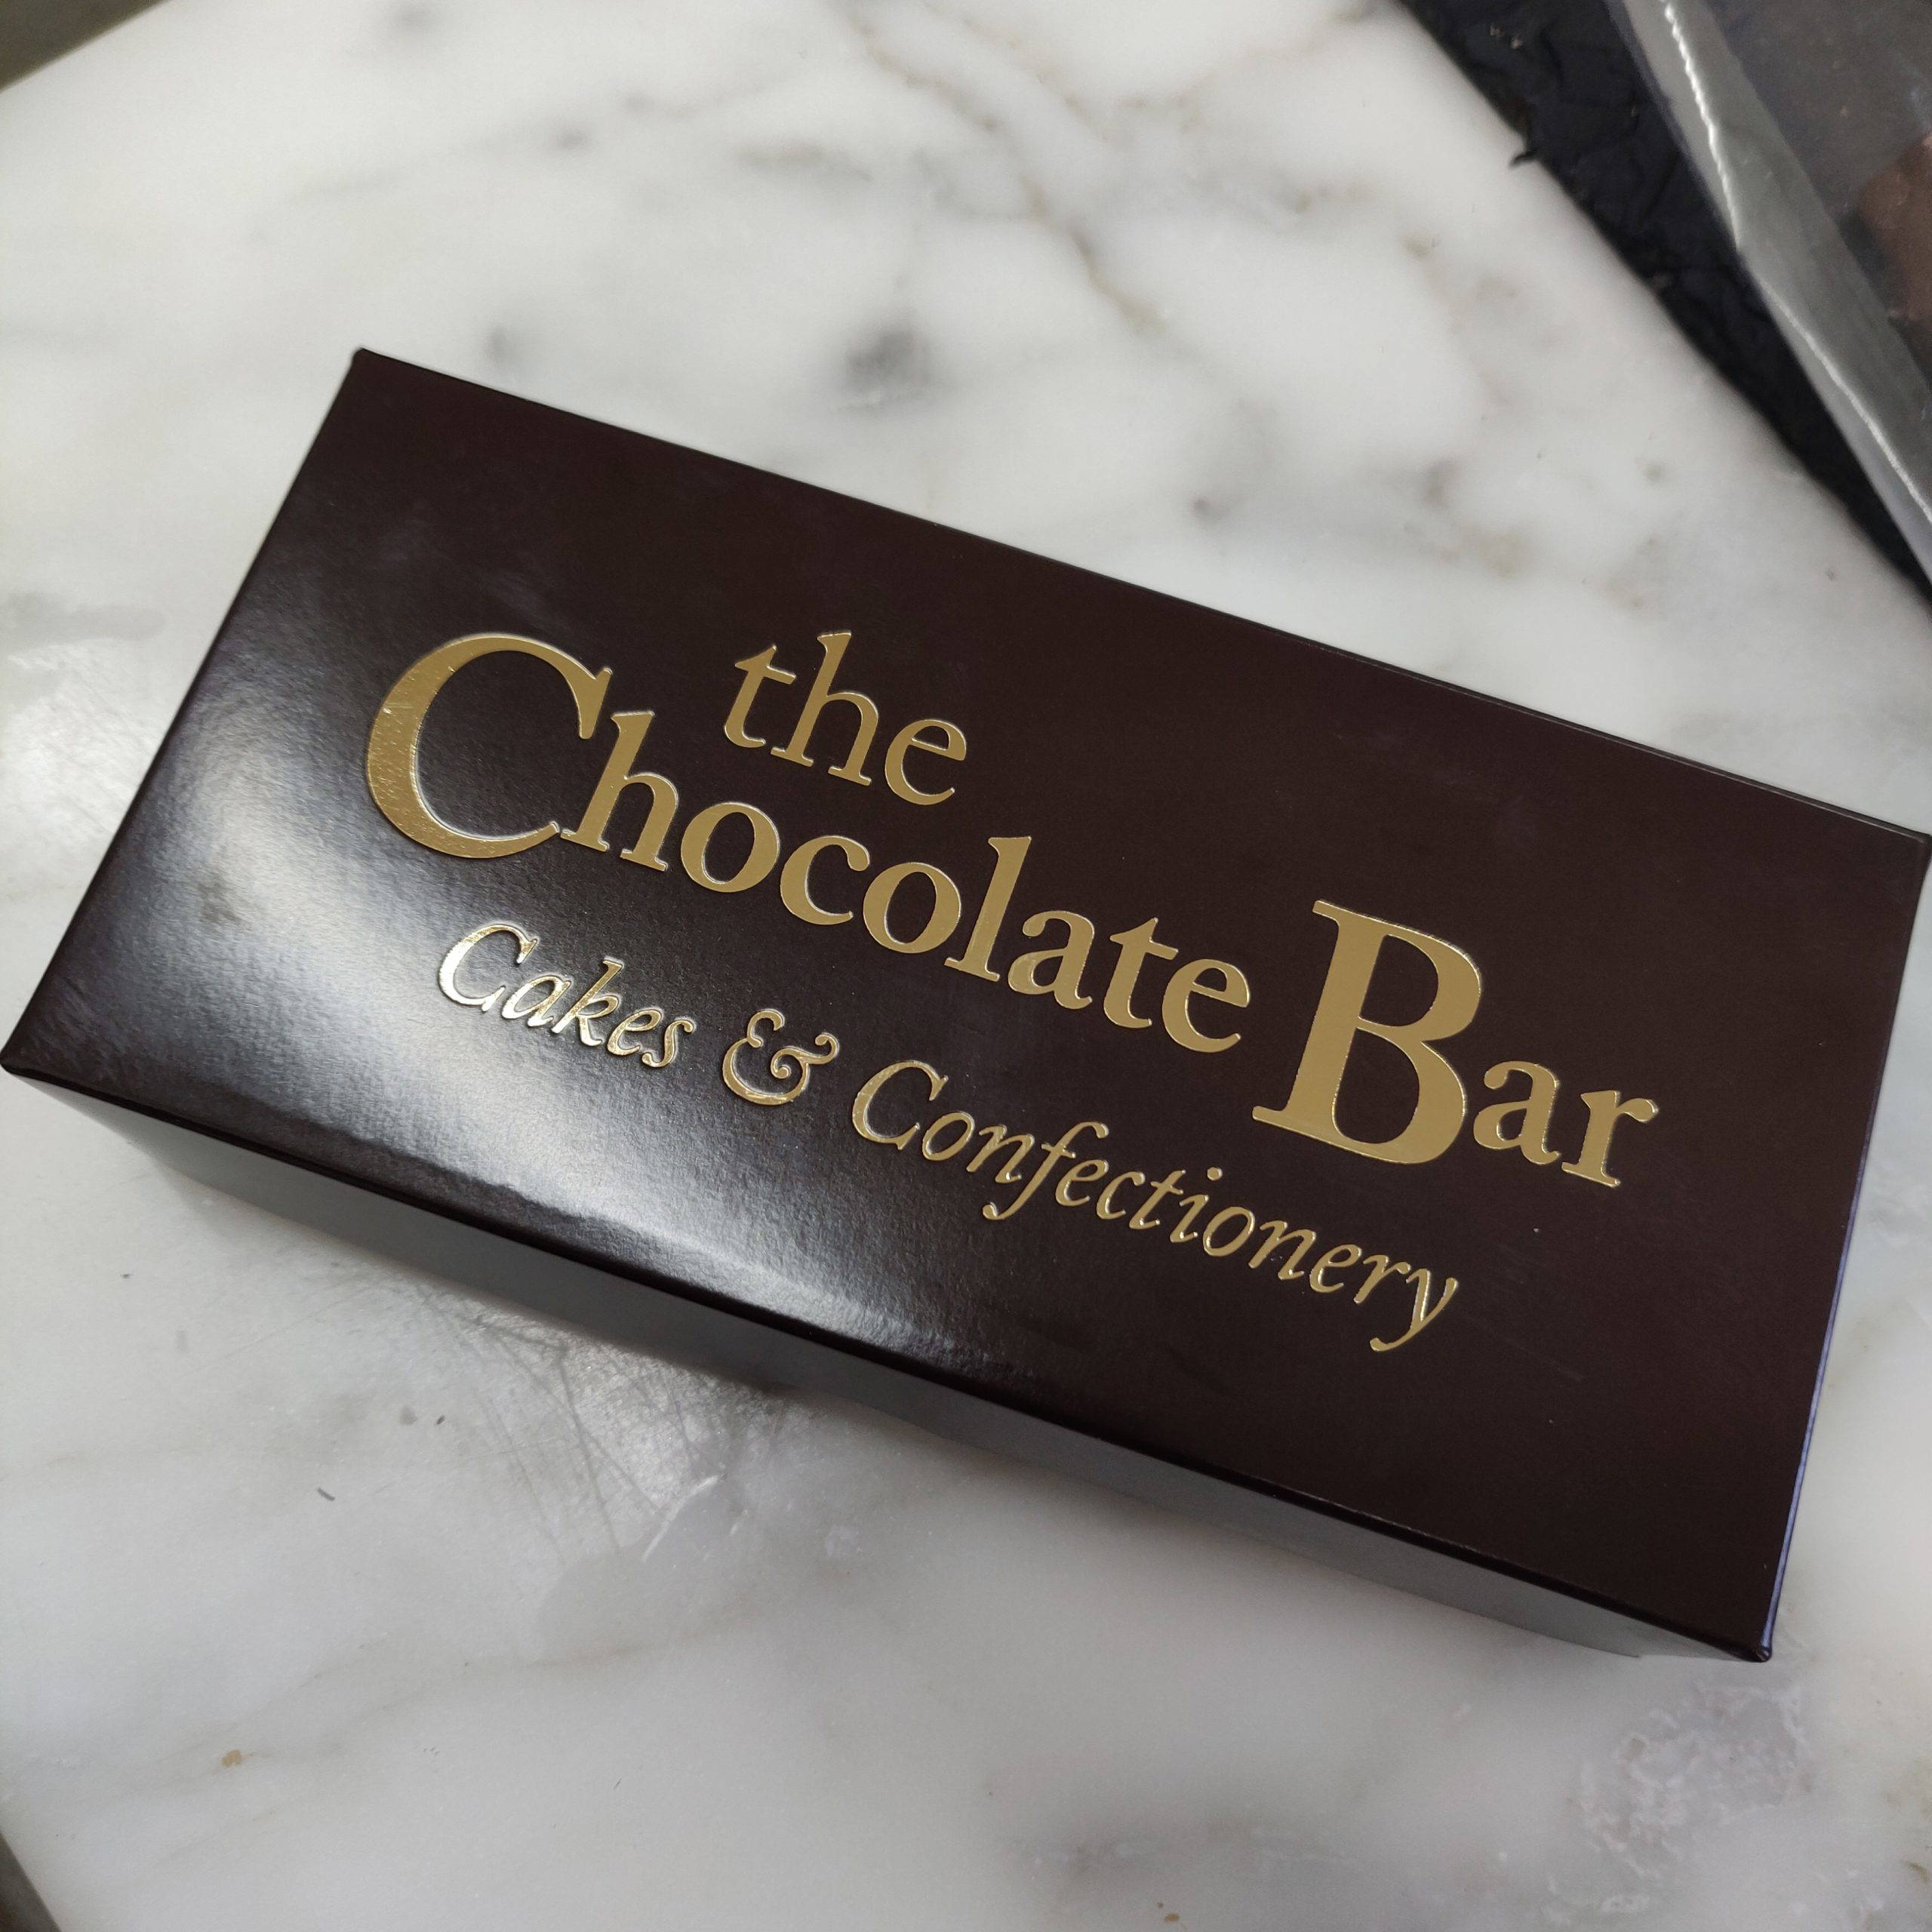 the
Chocolate Bar
Cakes & Confectionery